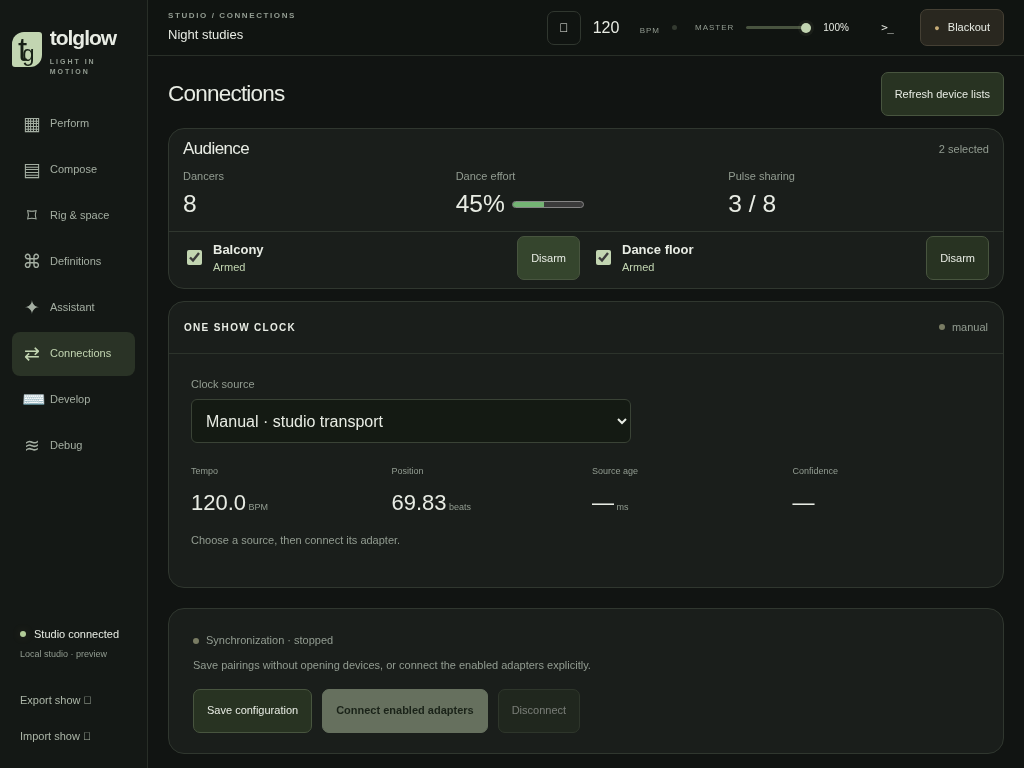 tg
tolglow
LIGHT IN
MOTION
Perform
Compose
Rig & space
Definitions
Assistant
Connections
Develop
Debug
Studio connected
Local studio · preview
Export show
Import show
STUDIO / CONNECTIONS
Night studies
120 BPM
MASTER 100%
>_
Blackout
Connections
Refresh device lists
Audience
2 selected
Dancers
8
Dance effort
45%
Pulse sharing
3 / 8
Balcony
Armed
Disarm
Dance floor
Armed
Disarm
ONE SHOW CLOCK
manual
Clock source
Manual · studio transport
Tempo
120.0 BPM
Position
69.83 beats
Source age
— ms
Confidence
—
Choose a source, then connect its adapter.
Synchronization · stopped
Save pairings without opening devices, or connect the enabled adapters explicitly.
Save configuration
Connect enabled adapters
Disconnect